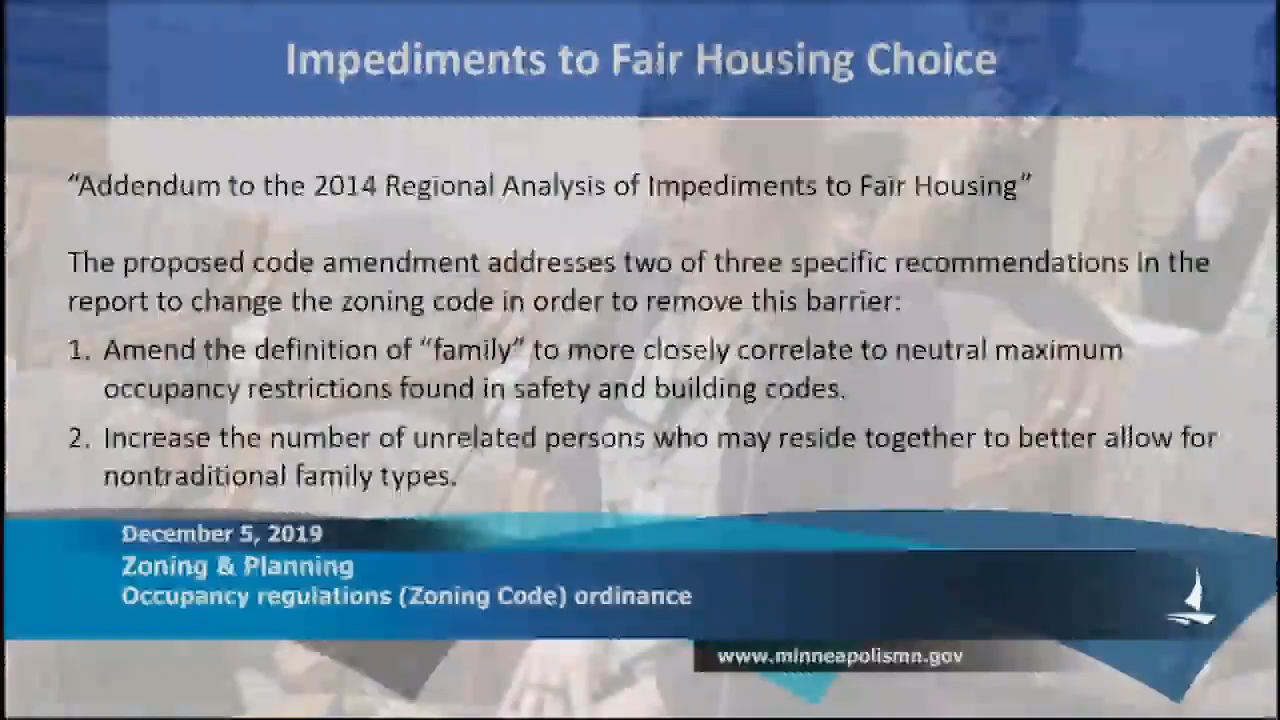 Impediments to Fair Housing Choice
“Addendum to the 2014 Regional Analysis of Impediments to Fair Housing”
The proposed code amendment addresses two of three specific recommendations in the
report to change the zoning code in order to remove this barrier:
1. Amend the definition of “family” to more closely correlate to neutral maximum
occupancy restrictions found in safety and building codes.
2. Increase the number of unrelated persons who may reside together to better allow for
nontraditional family types.
December 5, 2019
Zoning & Planning
Occupancy regulations (Zoning Code) ordinance
www.minneapolismn.gov